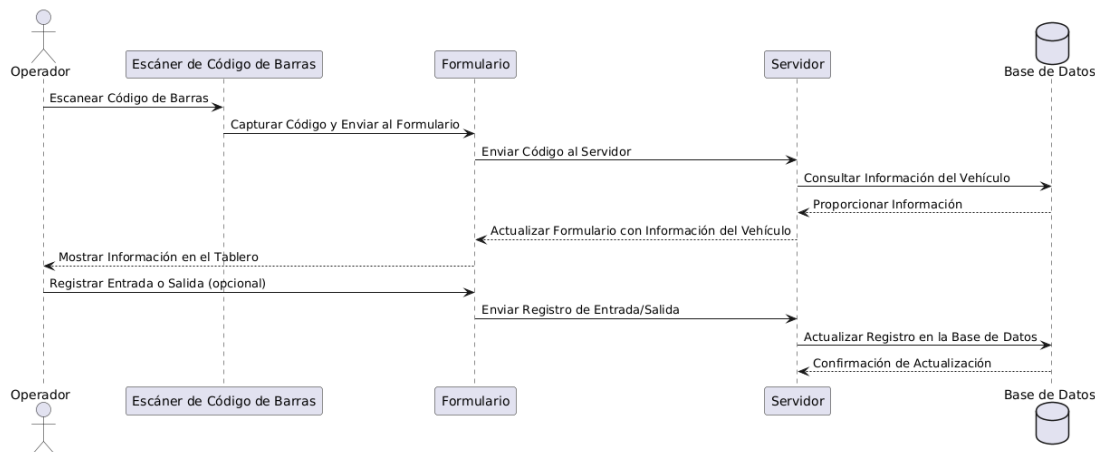 Operador
Escáner de Código de Barras
Formulario
Servidor
Base de Datos
Escanear Código de Barras
Capturar Código y Enviar al Formulario
Enviar Código al Servidor
Consultar Información del Vehículo
Proporcionar Información
Actualizar Formulario con Información del Vehículo
Mostrar Información en el Tablero
Registrar Entrada o Salida (opcional)
Enviar Registro de Entrada/Salida
Actualizar Registro en la Base de Datos
Confirmación de Actualización
Operador
Escáner de Código de Barras
Formulario
Servidor
Base de Datos